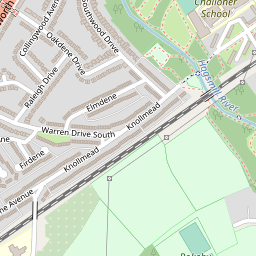 Challoner
School
Southwood Drive
Collingwood Avenue
Oakdene Drive
Raleigh Drive
Elmdene
Knollmead
Hogsmill River
Warren Drive South
Firdene
Knollmead
Avenue